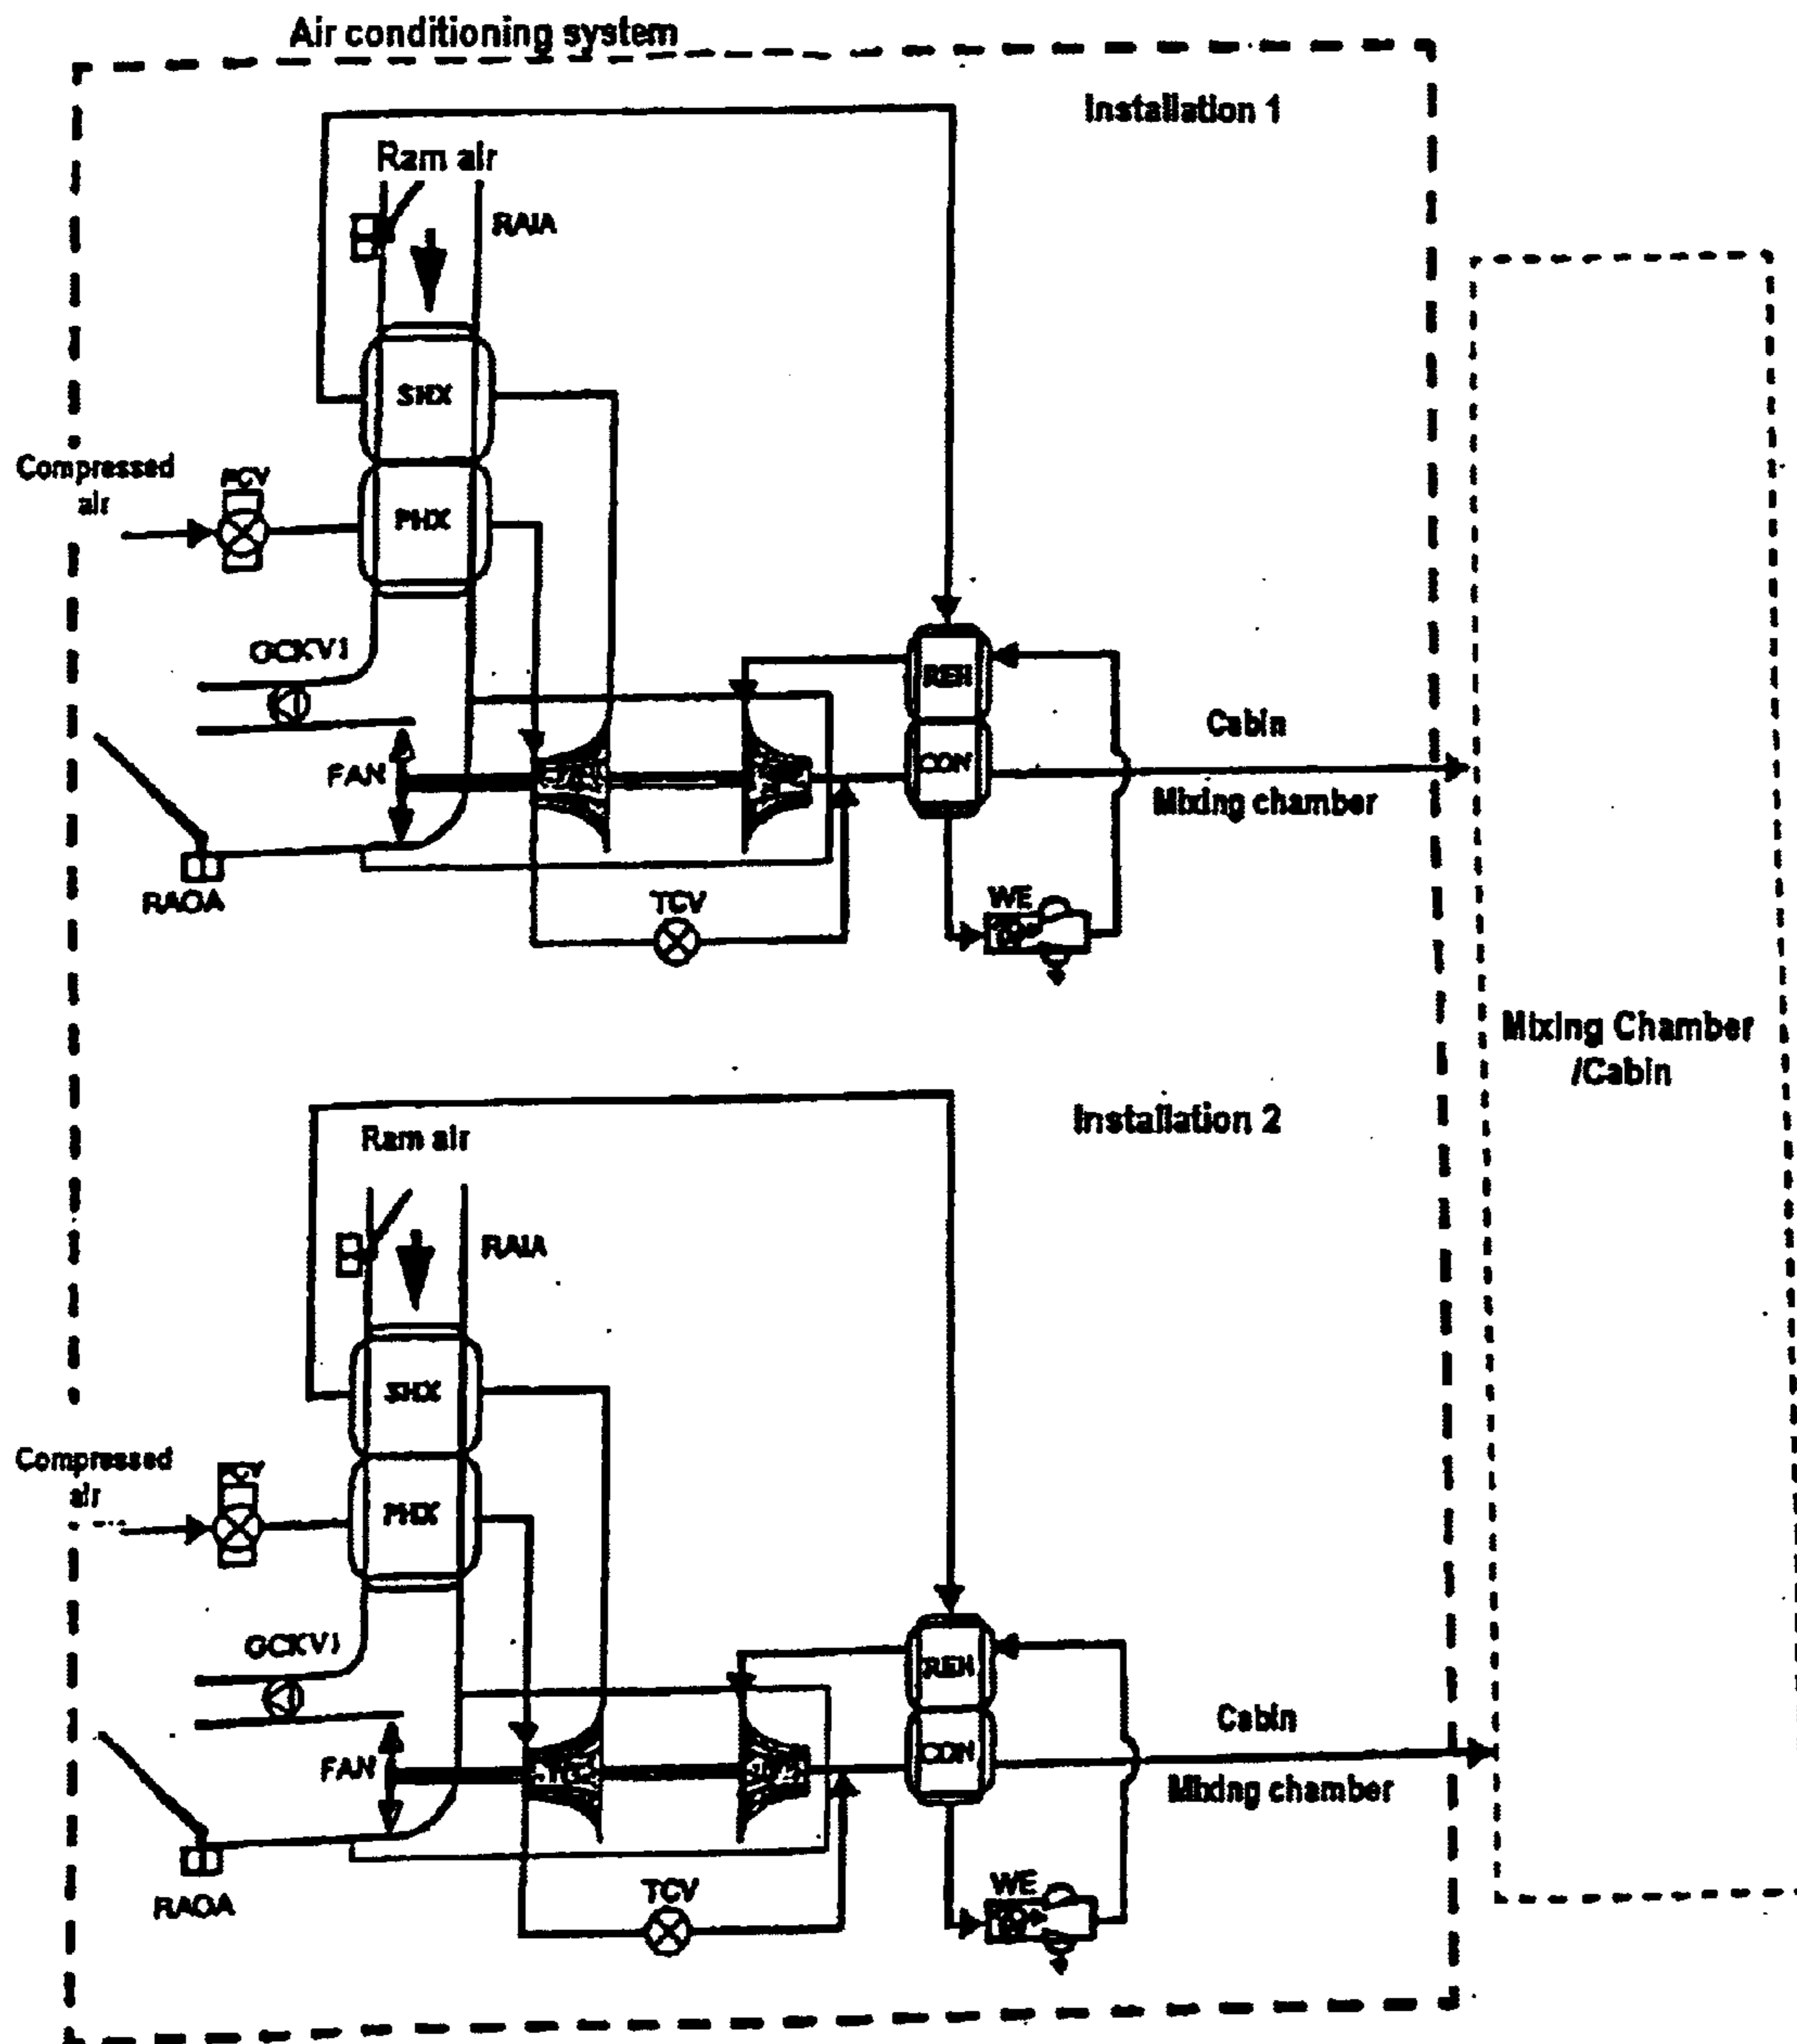 Air conditioning system
Installation 1
Ram air
RAIA
SHX
Compressed
air
FCV
PHX
GCKV1
REH
Cabin
CON
FAN
Mixing chamber
RAOA
TCV
WE
Mixing Chamber
/Cabin
Installation 2
Ram air
RAIA
SHX
Compressed
air
FCV
PHX
GCKV1
REH
Cabin
CON
FAN
Mixing chamber
RAOA
TCV
WE